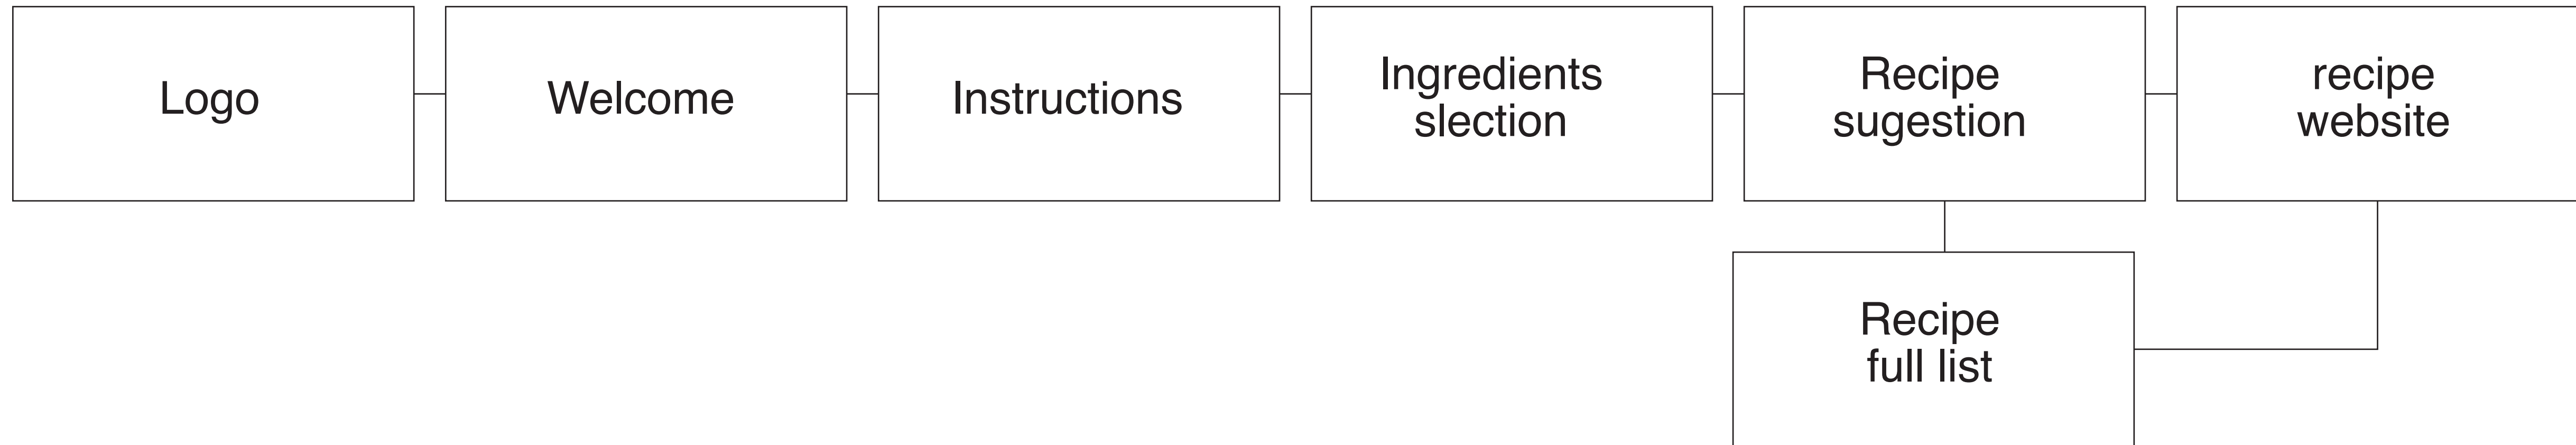 Logo
Welcome
Instructions
Ingredients
slection
Recipe
sugestion
recipe
website
Recipe
full list